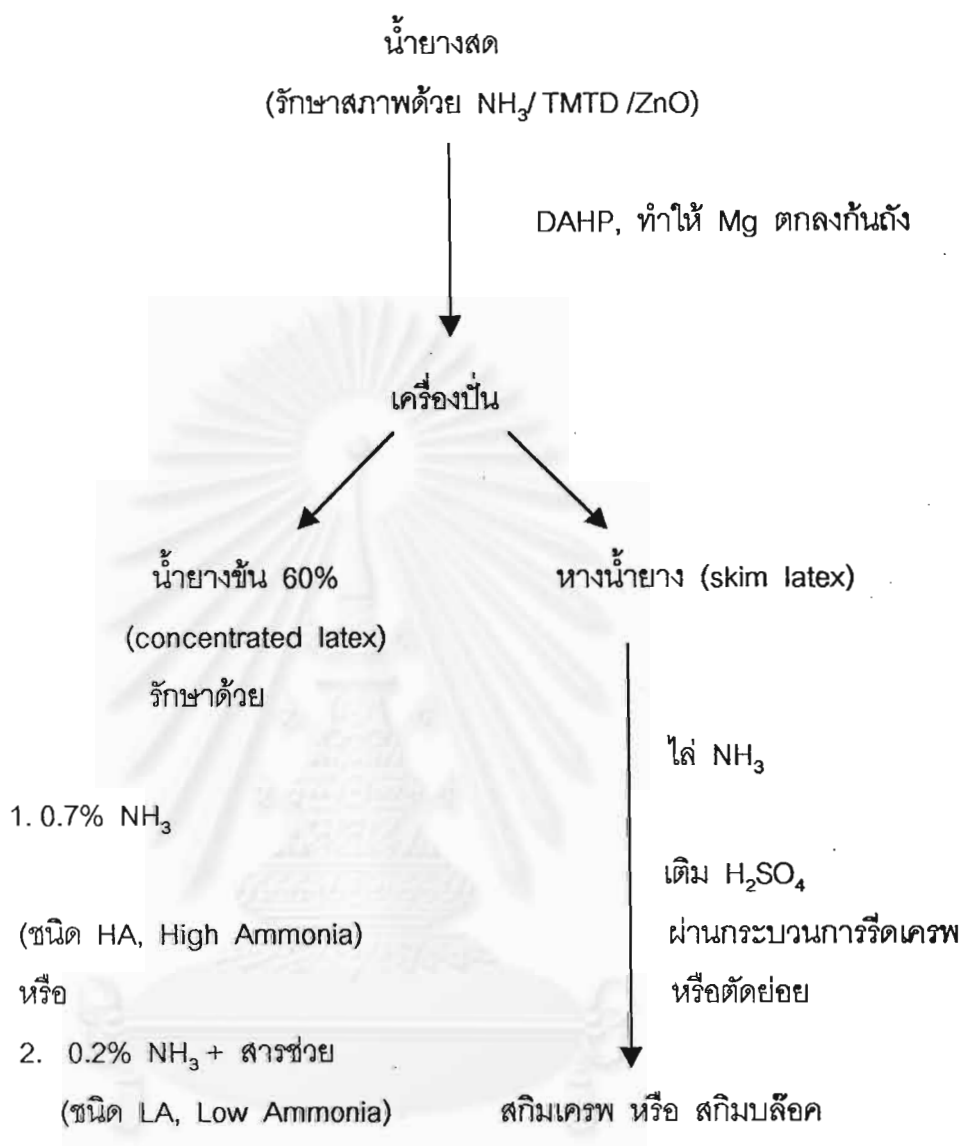 น้ำยางสด
(รักษาสภาพด้วย NH₃/ TMTD /ZnO)
DAHP, ทำให้ Mg ตกลงก้นถัง
เครื่องปั่น
น้ำยางข้น 60%
(concentrated latex)
รักษาด้วย
1. 0.7% NH₃
(ชนิด HA, High Ammonia)
หรือ
2. 0.2% NH₃ + สารช่วย
(ชนิด LA, Low Ammonia)
หางน้ำยาง (skim latex)
ไล่ NH₃
เติม H₂SO₄
ผ่านกระบวนการรีดเครพ
หรือตัดย่อย
สกิมเครพ หรือ สกิมบล๊อค